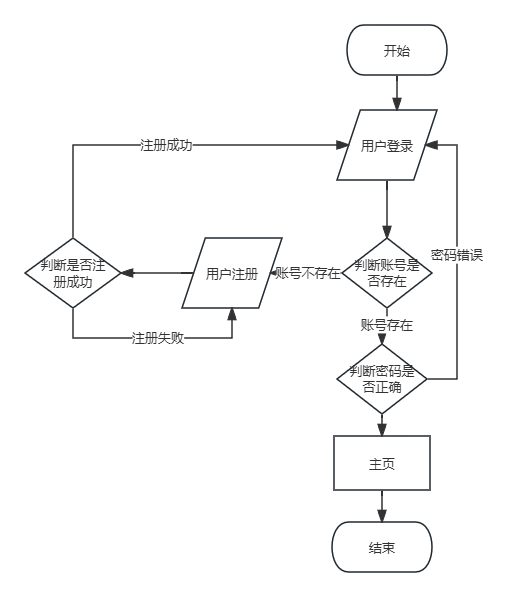 开始
用户登录
注册成功
密码错误
判断账号是
否存在
账号不存在
用户注册
判断是否注
册成功
注册失败
账号存在
判断密码是
否正确
主页
结束